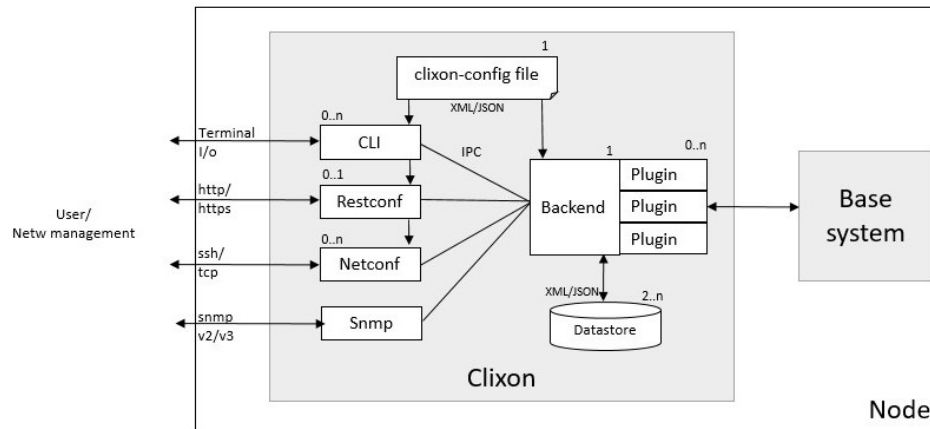 1
clixon-config file
XML/JSON
0..n
Terminal
I/o
CLI
IPC
0..1
http/
https
Restconf
User/
Netw management
0..n
ssh/
tcp
Netconf
snmp
v2/v3
Snmp
1
0..n
Backend
Plugin
Plugin
Plugin
Base
system
XML/JSON
2..n
Datastore
Clixon
Node